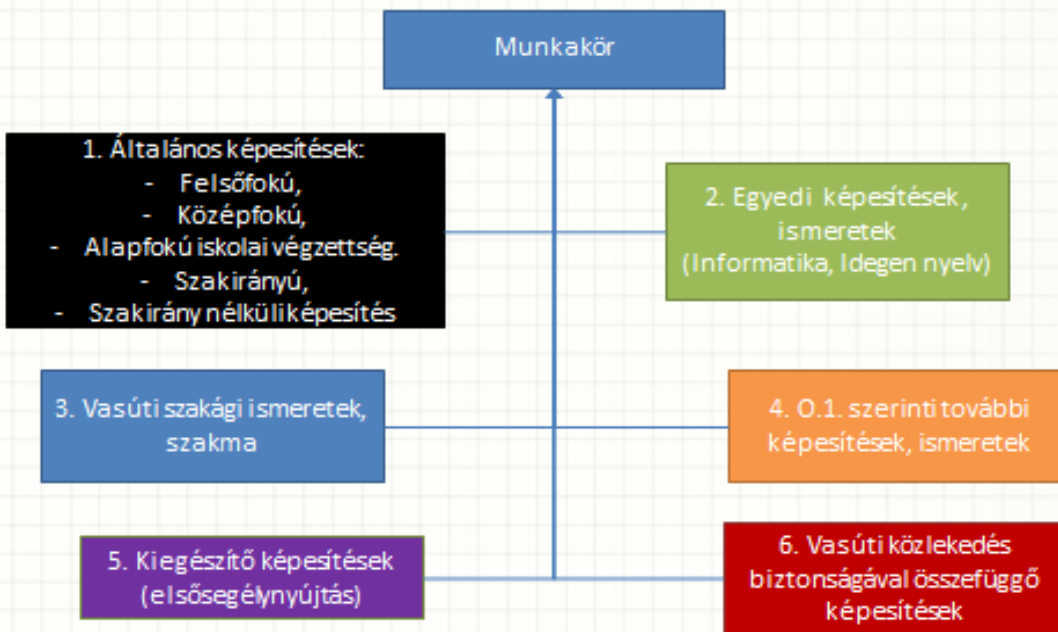 Munkakör
1. Általános képesítések:
- Felsőfokú,
- Középfokú,
- Alapfokú iskolai végzettség.
- Szakirányú,
- Szakirány nélküli képesítés
2. Egyedi képesítések,
ismeretek
(Informatika, Idegen nyelv)
3. Vasúti szakági ismeretek,
szakma
4. O.1. szerinti további
képesítések, ismeretek
5. Kiegészítő képesítések
(elsősegélynyújtás)
6. Vasúti közlekedés
biztonságával összefüggő
képesítések